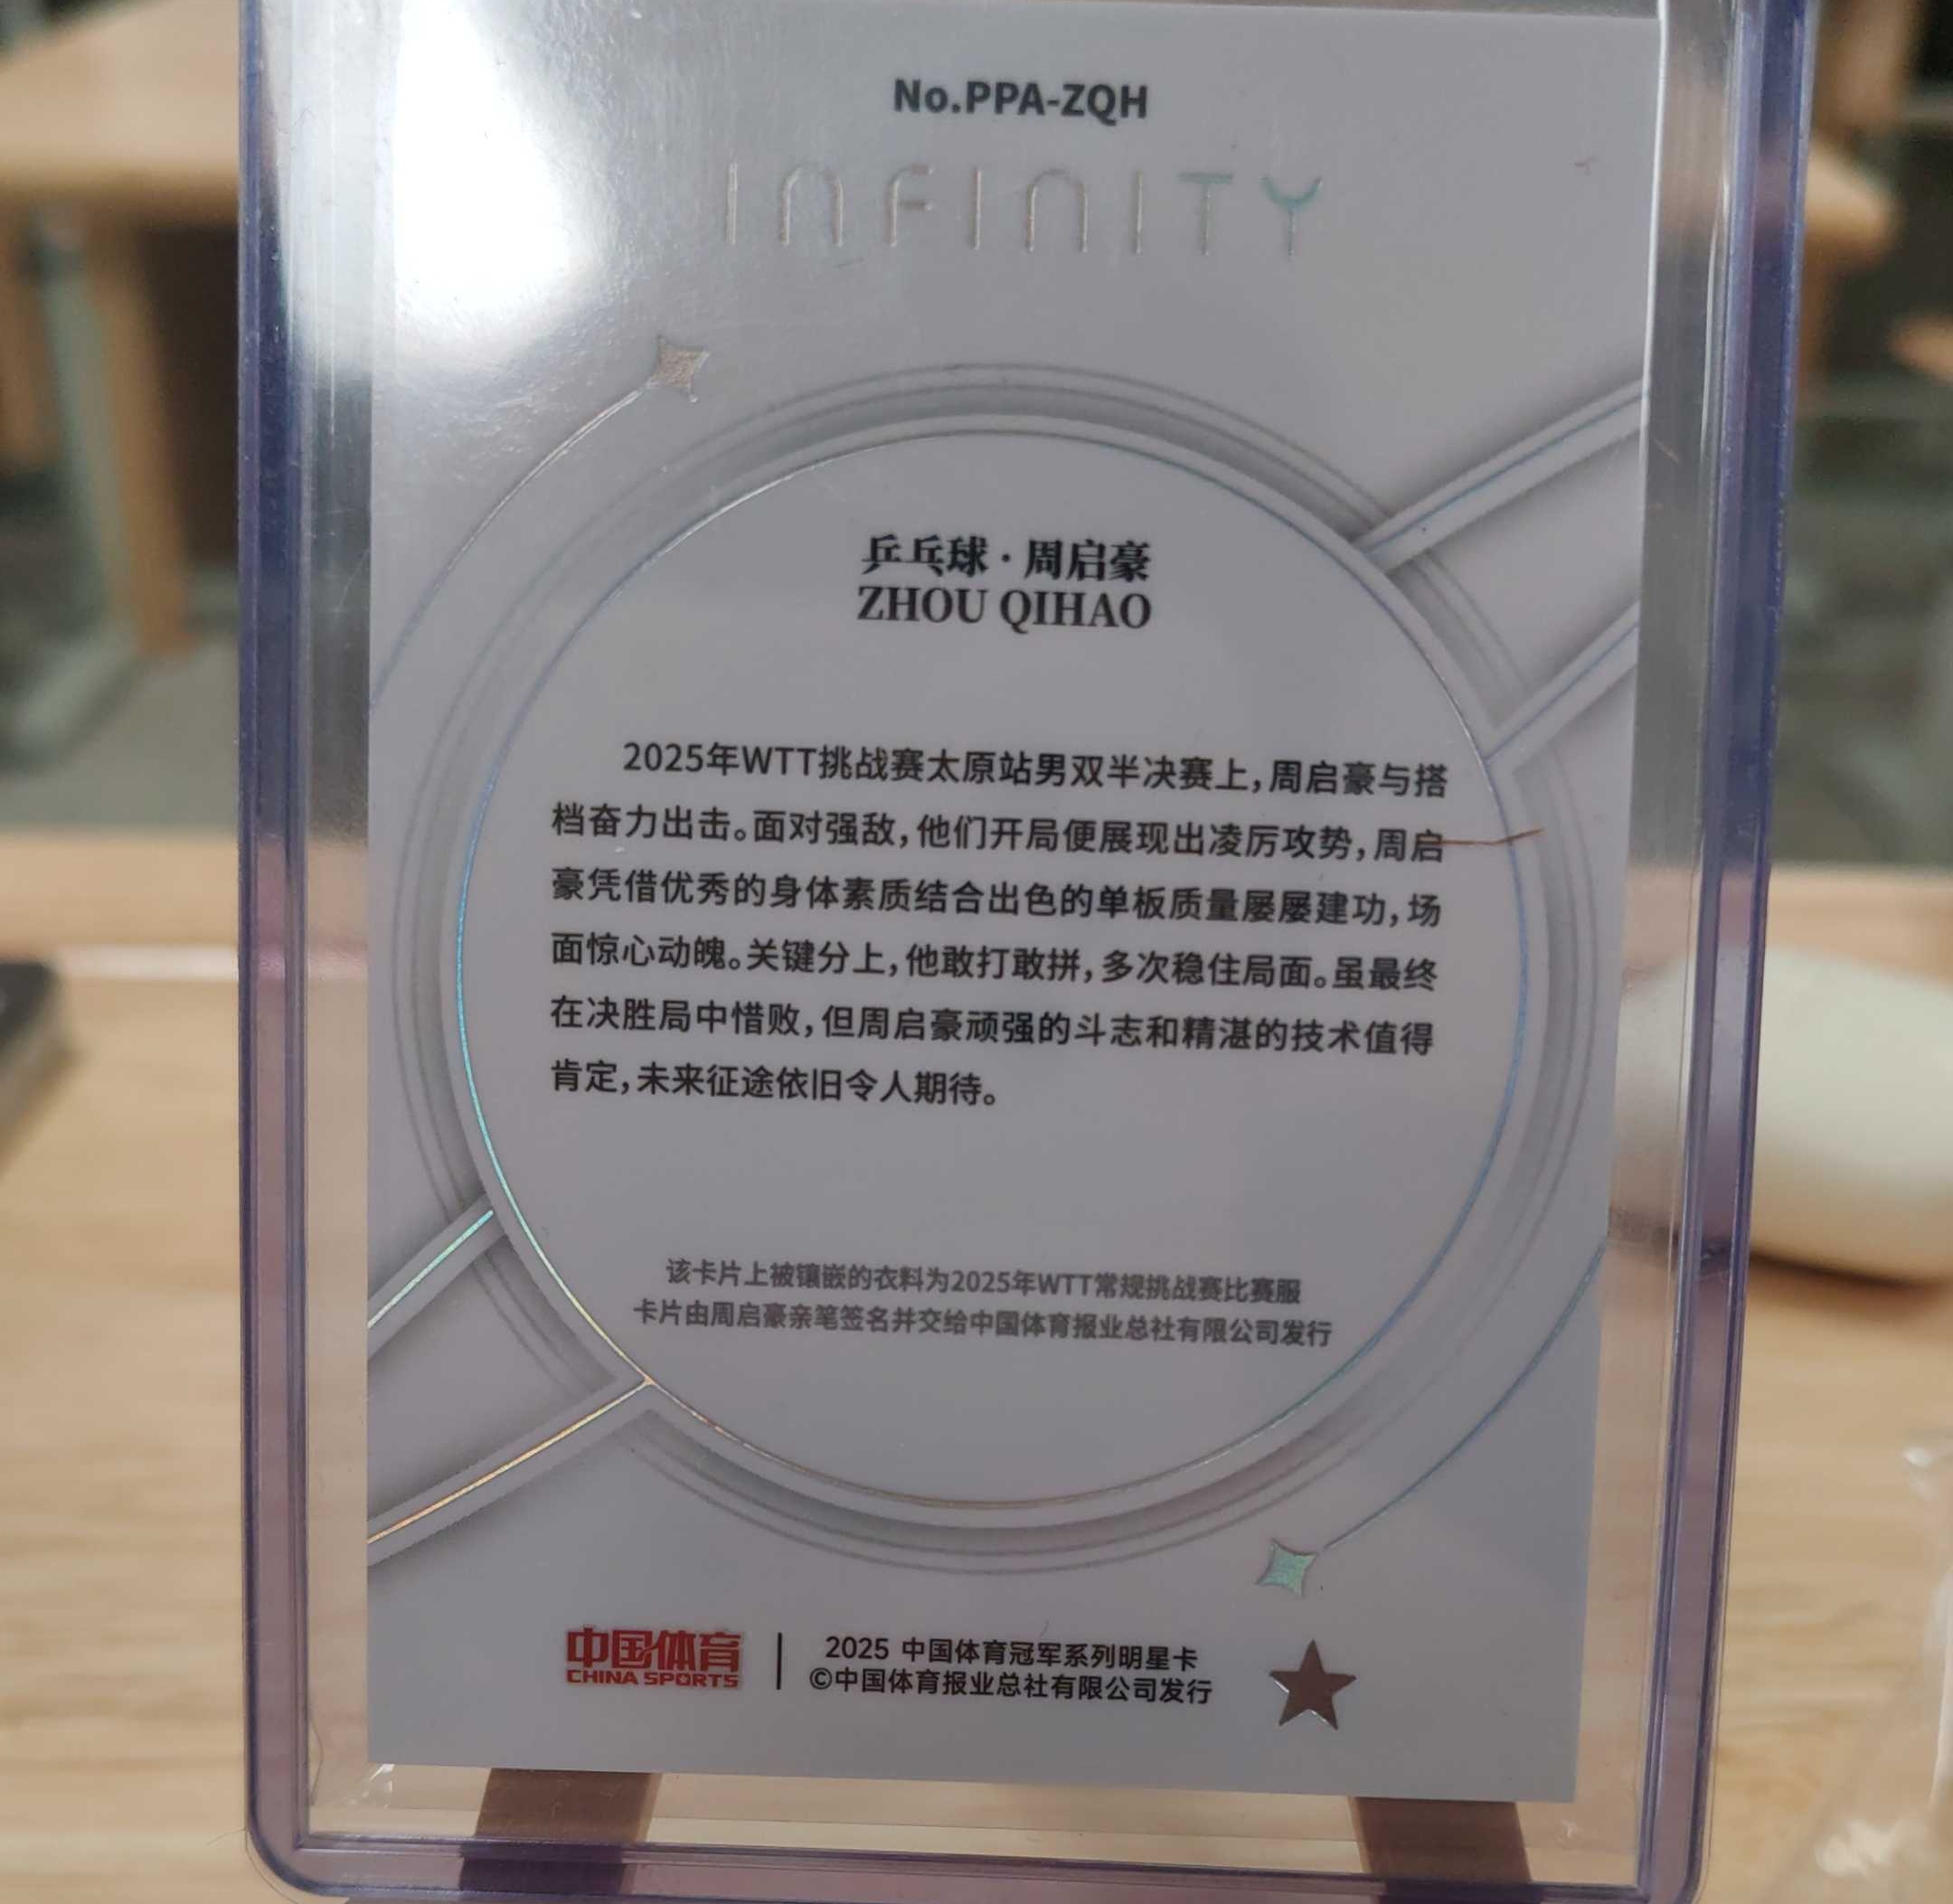 No.PPA-ZQH
INFINITY
乒乓球·周启豪
ZHOU QIHAO
2025年WTT挑战赛太原站男双半决赛上,周启豪与搭
档奋力出击。面对强敌,他们开局便展现出凌厉攻势,周启
豪凭借优秀的身体素质结合出色的单板质量屡屡建功,场
面惊心动魄。关键分上,他敢打敢拼,多次稳住局面。虽最终
在决胜局中惜败,但周启豪顽强的斗志和精湛的技术值得
肯定,未来征途依旧令人期待。
该卡片上被镶嵌的衣料为2025年WTT常规挑战赛比赛服
卡片由周启豪亲笔签名并交给中国体育报业总社有限公司发行
中国体育
CHINA SPORTS
2025 中国体育冠军系列明星卡
©中国体育报业总社有限公司发行